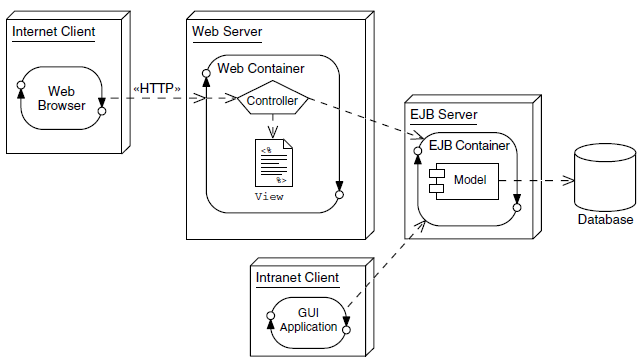 Internet Client
Web
Browser
«HTTP»
Web Server
Web Container
Controller
<%
%>
View
EJB Server
EJB Container
Model
Database
Intranet Client
GUI
Application